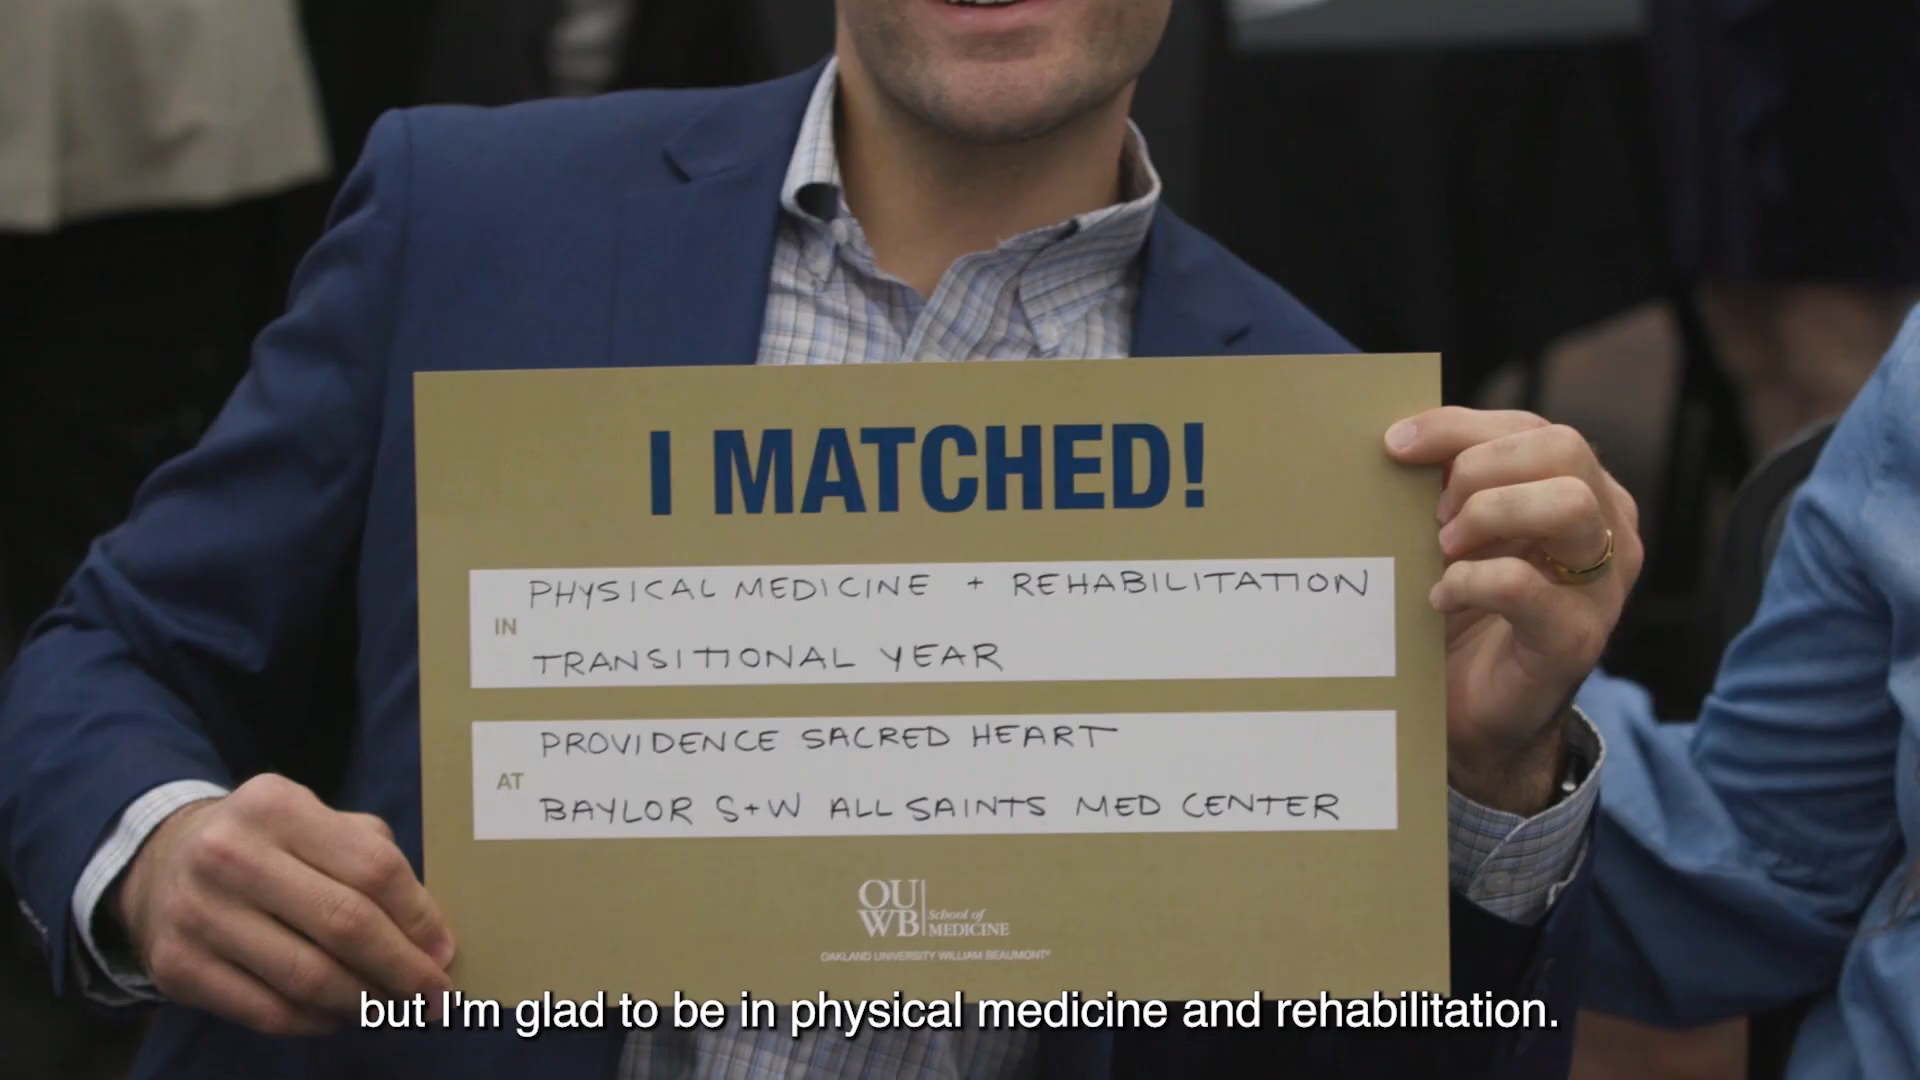 I MATCHED!
IN
PHYSICAL MEDICINE + REHABILITATION
TRANSITIONAL YEAR
AT
PROVIDENCE SACRED HEART
BAYLOR S+W ALL SAINTS MED CENTER
OU
WB
School of
MEDICINE
OAKLAND UNIVERSITY WILLIAM BEAUMONT
but I'm glad to be in physical medicine and rehabilitation.